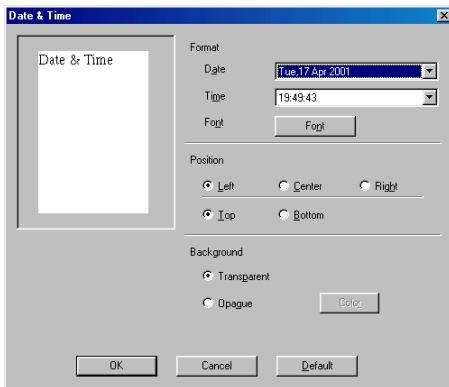 Date & Time
Date & Time
Format
Date Tue,17 Apr 2001
Time 19:49:43
Font Font
Position
Left Center Right
Top Bottom
Background
Transparent
Opaque Color
OK Cancel Default